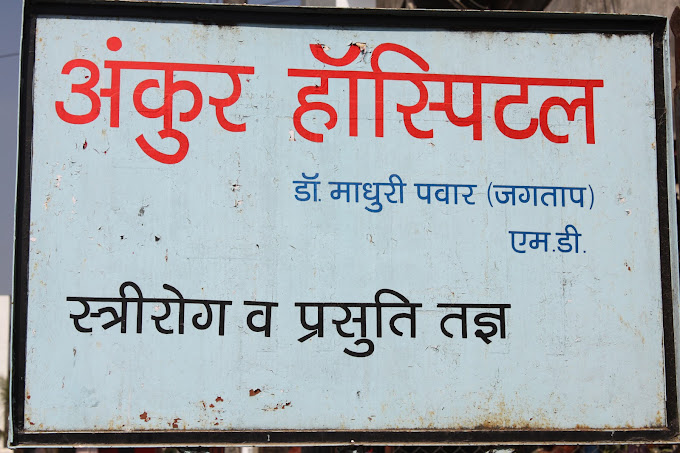 अंकुर हॉस्पिटल
डॉ. माधुरी पवार (जगताप)
एम.डी.
स्त्रीरोग व प्रसुति तज्ञ